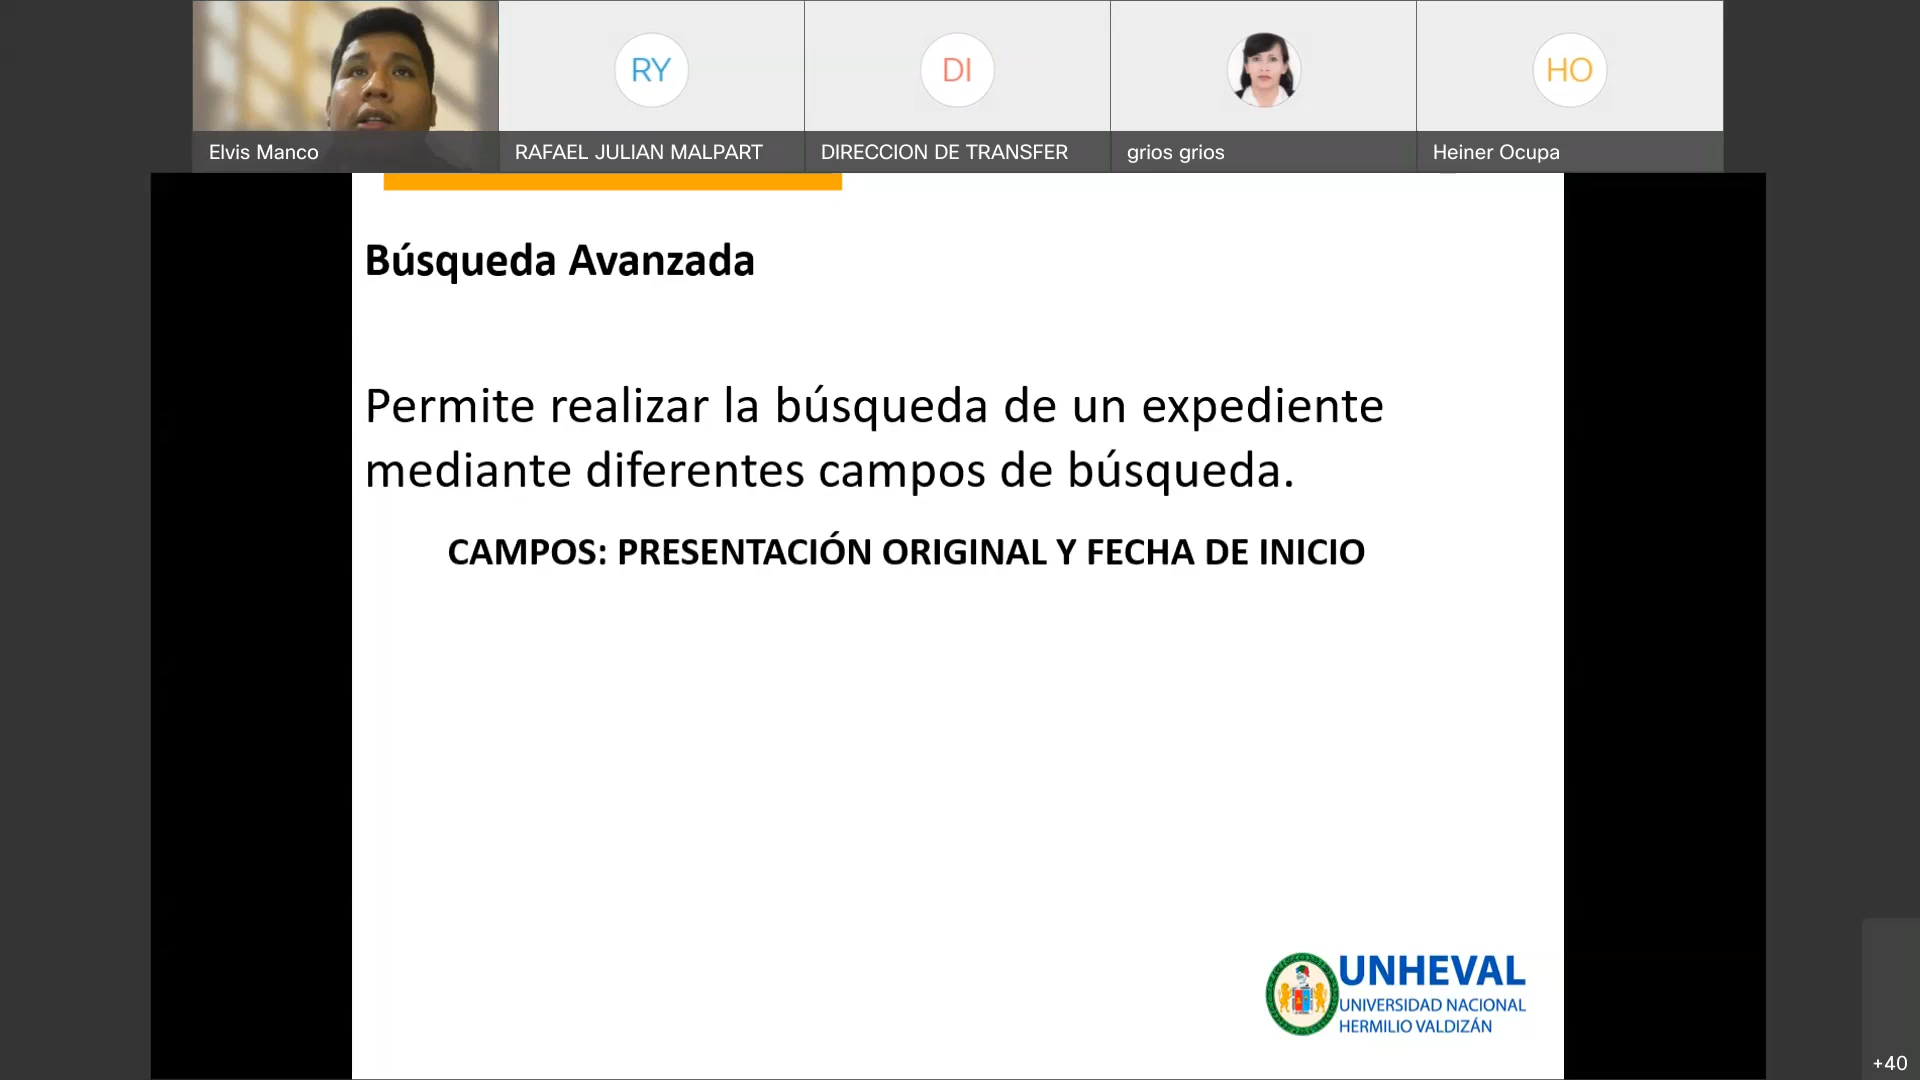 RY
DI
HO
Elvis Manco
RAFAEL JULIAN MALPART
DIRECCION DE TRANSFER
grios grios
Heiner Ocupa
Búsqueda Avanzada
Permite realizar la búsqueda de un expediente
mediante diferentes campos de búsqueda.
CAMPOS: PRESENTACIÓN ORIGINAL Y FECHA DE INICIO
UNHEVAL
UNIVERSIDAD NACIONAL
HERMILIO VALDIZÁN
+40